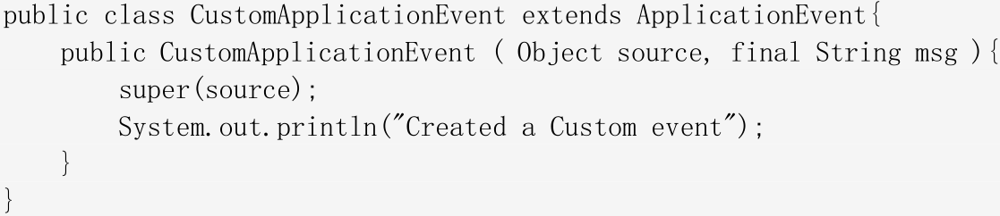 public class CustomApplicationEvent extends ApplicationEvent{
    public CustomApplicationEvent ( Object source, final String msg ){
        super(source);
        System.out.println("Created a Custom event");
    }
}